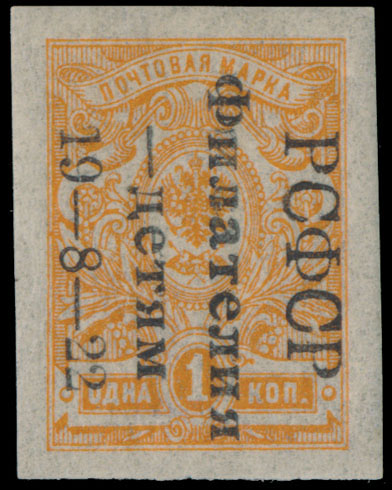 ПОЧТОВАЯ МАРКА
РСФСР
Филателия
—детям
19—8—22
ОДНА 1 КОП.